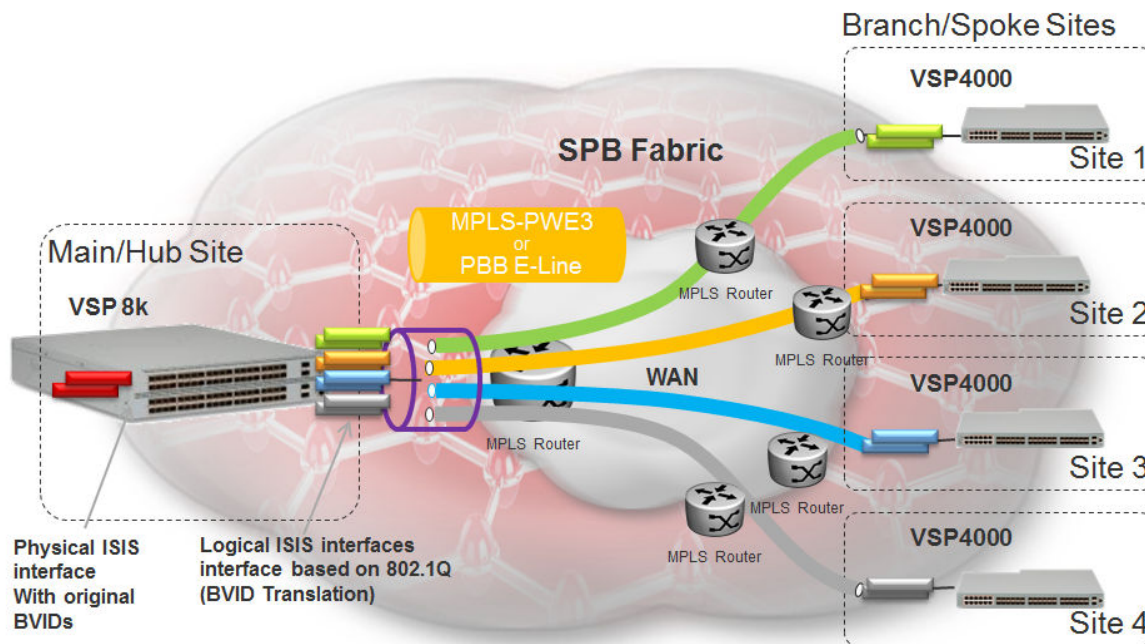 Branch/Spoke Sites
VSP4000
Site 1
SPB Fabric
MPLS-PWE3
or
PBB E-Line
MPLS Router
VSP4000
Site 2
MPLS Router
Main/Hub Site
VSP 8k
WAN
MPLS Router
VSP4000
Site 3
MPLS Router
MPLS Router
VSP4000
Site 4
Physical ISIS
interface
With original
BVIDs
Logical ISIS interfaces
interface based on 802.1Q
(BVID Translation)